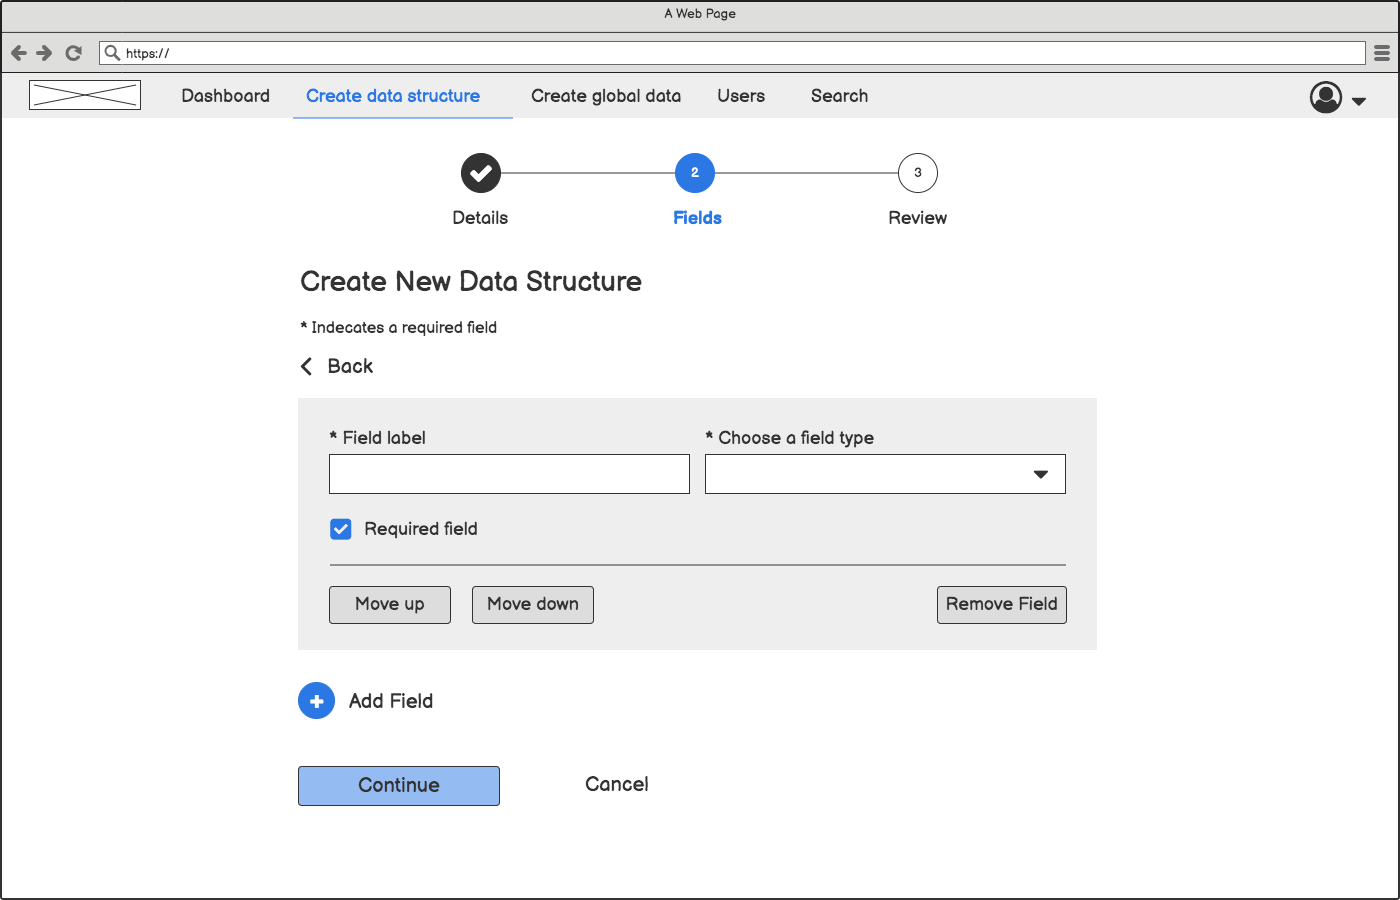 A Web Page
https://
Dashboard Create data structure Create global data Users Search
2 3
Details Fields Review
Create New Data Structure
* Indecates a required field
Back
* Field label * Choose a field type
Required field
Move up Move down Remove Field
Add Field
Continue Cancel